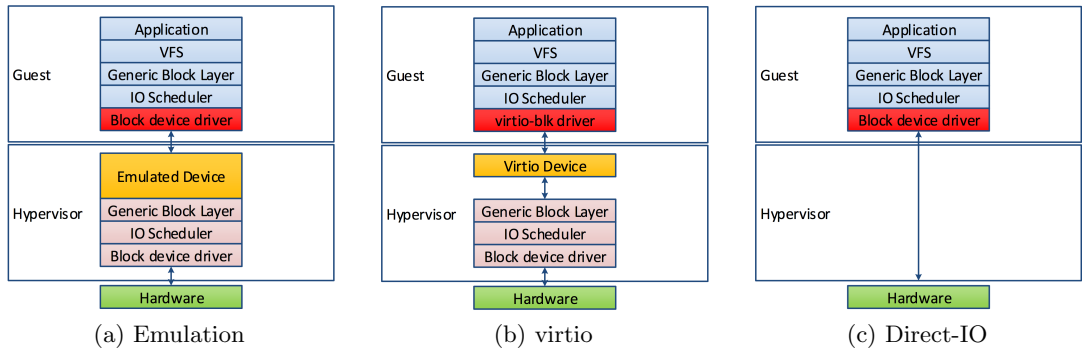 Guest
Application
VFS
Generic Block Layer
IO Scheduler
Block device driver
Hypervisor
Emulated Device
Generic Block Layer
IO Scheduler
Block device driver
Hardware
(a) Emulation
Guest
Application
VFS
Generic Block Layer
IO Scheduler
virtio-blk driver
Hypervisor
Virtio Device
Generic Block Layer
IO Scheduler
Block device driver
Hardware
(b) virtio
Guest
Application
VFS
Generic Block Layer
IO Scheduler
Block device driver
Hypervisor
Hardware
(c) Direct-IO